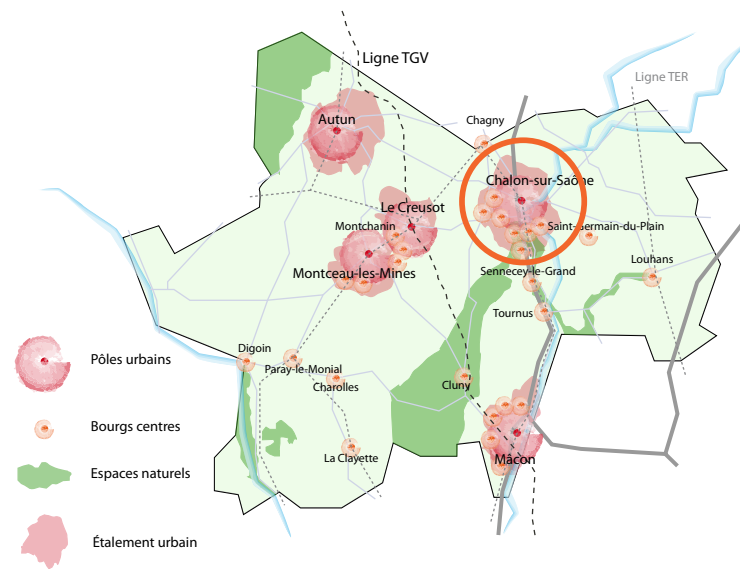 Ligne TGV
Ligne TER
Autun
Chagny
Chalon-sur-Saône
Le Creusot
Montchanin
Saint-Germain-du-Plain
Montceau-les-Mines
Sennecey-le-Grand
Louhans
Tournus
Digoin
Paray-le-Monial
Charolles
Cluny
La Clayette
Mâcon
Pôles urbains
Bourgs centres
Espaces naturels
Étalement urbain